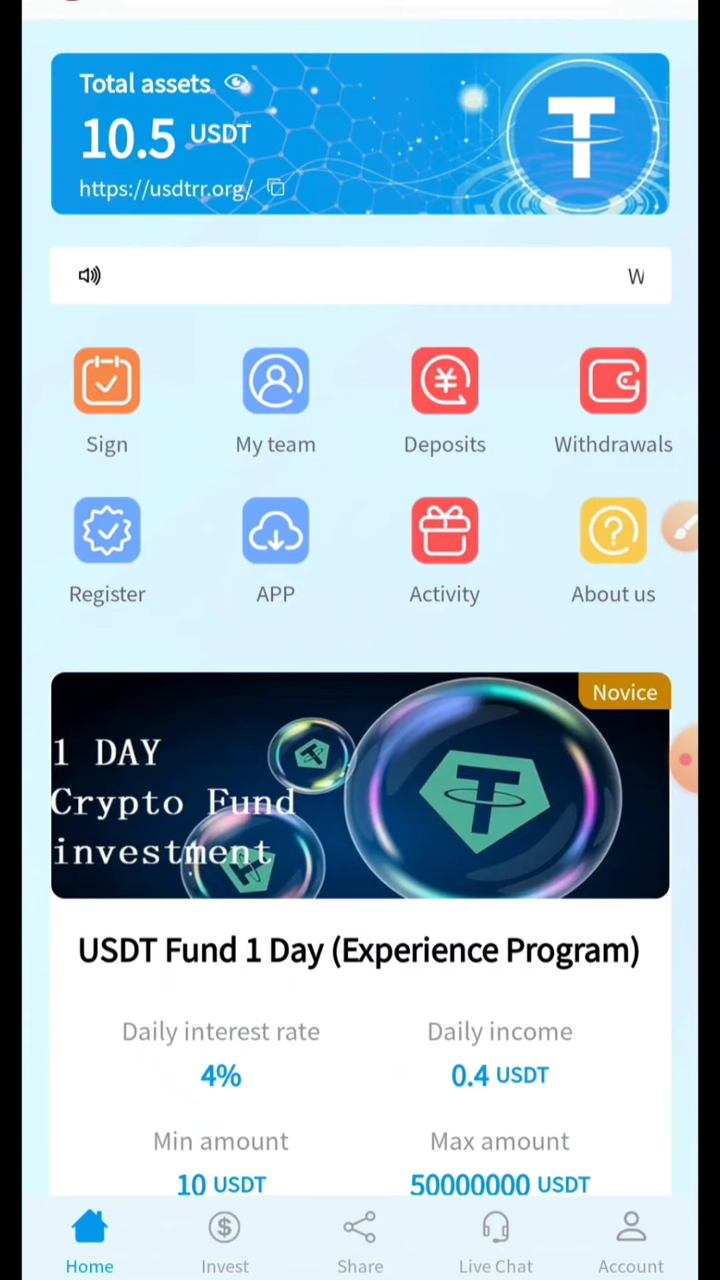 Total assets
10.5 USDT
https://usdtrr.org/
W
Sign
My team
Deposits
Withdrawals
Register
APP
Activity
About us
Novice
1 DAY
Crypto Fund
investment
USDT Fund 1 Day (Experience Program)
Daily interest rate
Daily income
4%
0.4 USDT
Min amount
Max amount
10 USDT
50000000 USDT
Home
Invest
Share
Live Chat
Account